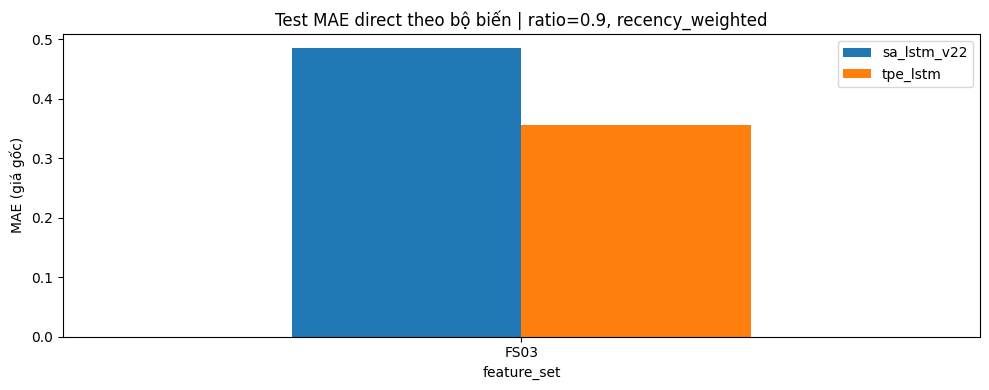 Test MAE direct theo bộ biến | ratio=0.9, recency_weighted
sa_lstm_v22
tpe_lstm
MAE (giá gốc)
0.5
0.4
0.3
0.2
0.1
0.0
FS03
feature_set